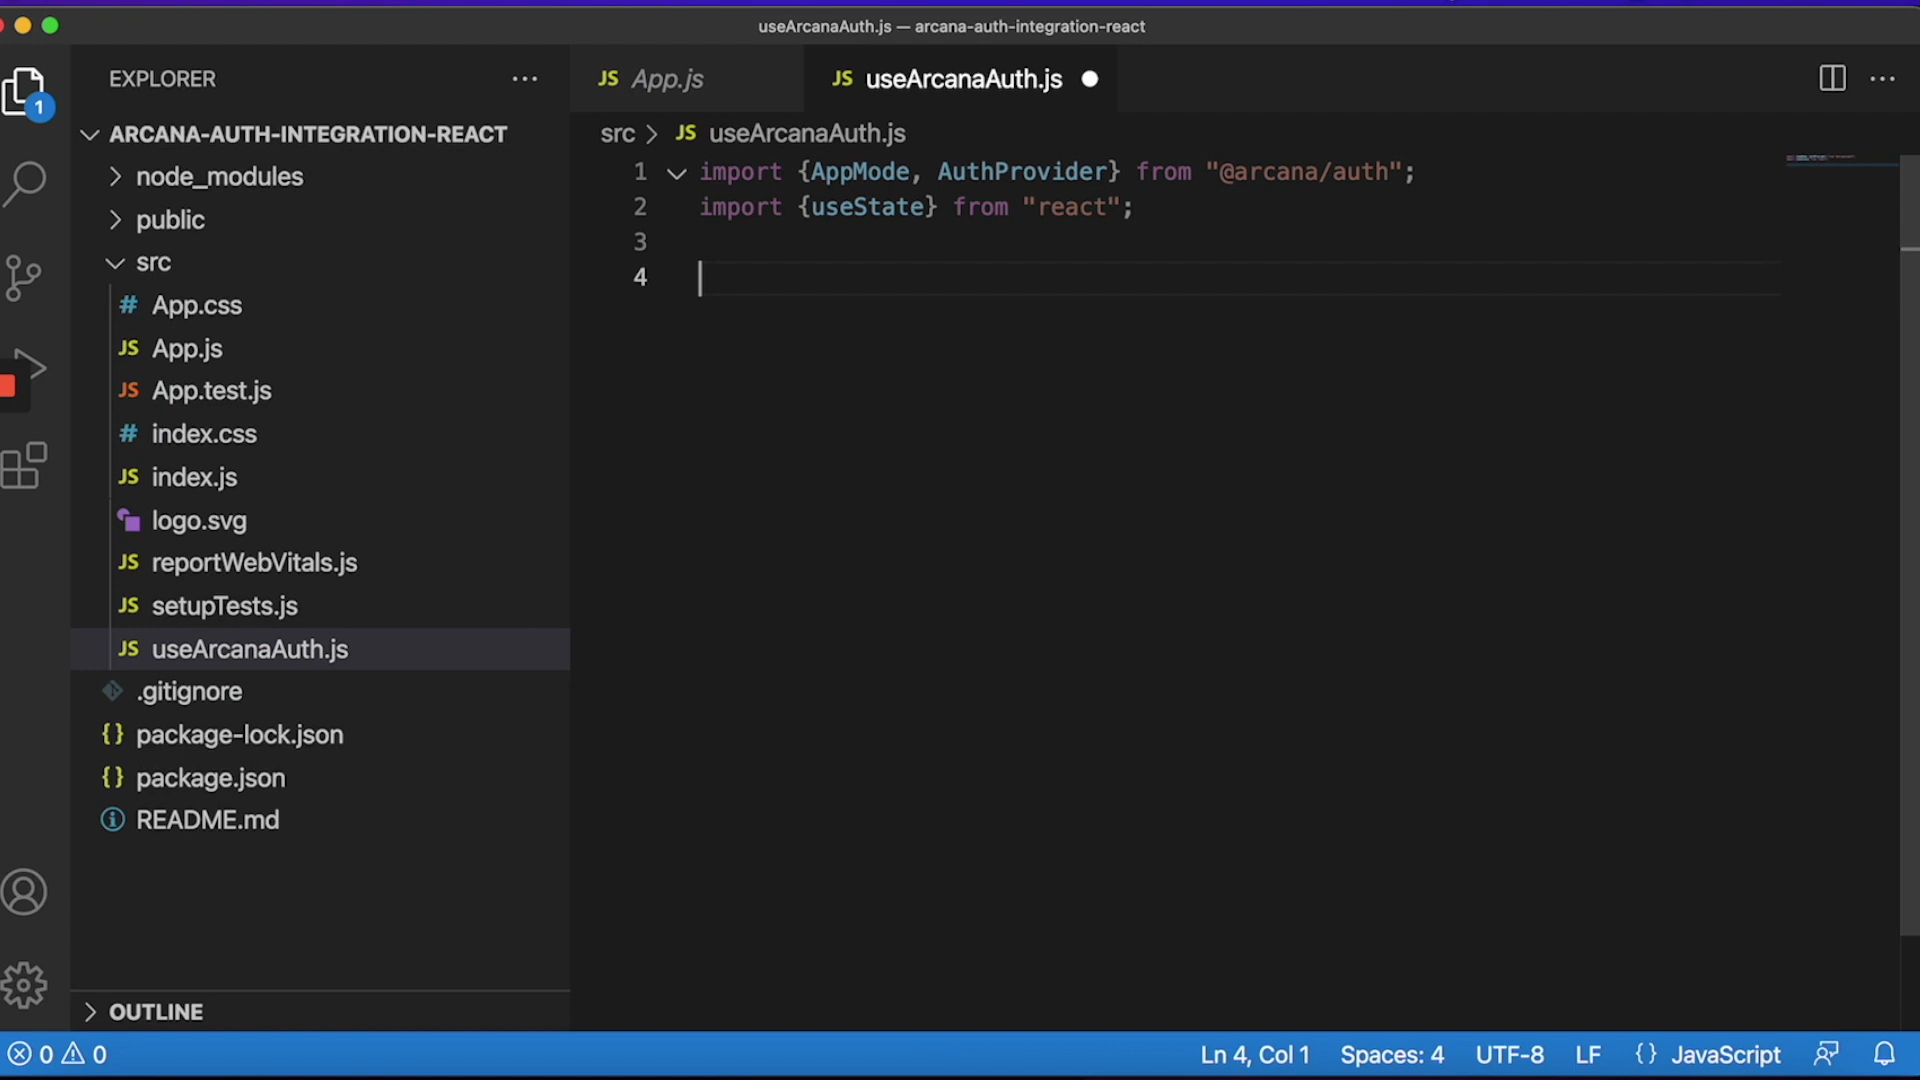 useArcanaAuth.js — arcana-auth-integration-react
EXPLORER
JS App.js
JS useArcanaAuth.js
1
ARCANA-AUTH-INTEGRATION-REACT
src > JS useArcanaAuth.js
node_modules
public
src
# App.css
JS App.js
JS App.test.js
# index.css
JS index.js
logo.svg
JS reportWebVitals.js
JS setupTests.js
JS useArcanaAuth.js
.gitignore
{} package-lock.json
{} package.json
README.md
1 import {AppMode, AuthProvider} from "@arcana/auth";
2 import {useState} from "react";
3
4
OUTLINE
0 0
Ln 4, Col 1 Spaces: 4 UTF-8 LF {} JavaScript